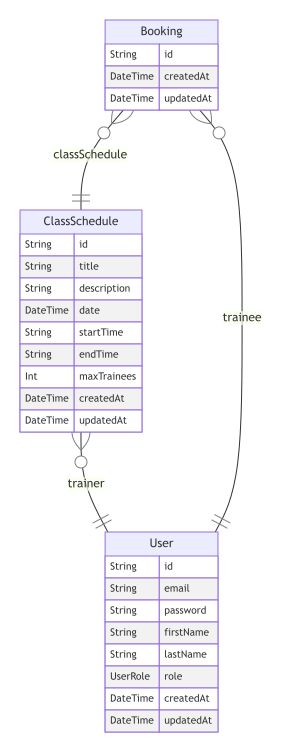 Booking
String id
DateTime createdAt
DateTime updatedAt
classSchedule
ClassSchedule
String id
String title
String description
DateTime date
String startTime
String endTime
Int maxTrainees
DateTime createdAt
DateTime updatedAt
trainee
trainer
User
String id
String email
String password
String firstName
String lastName
UserRole role
DateTime createdAt
DateTime updatedAt